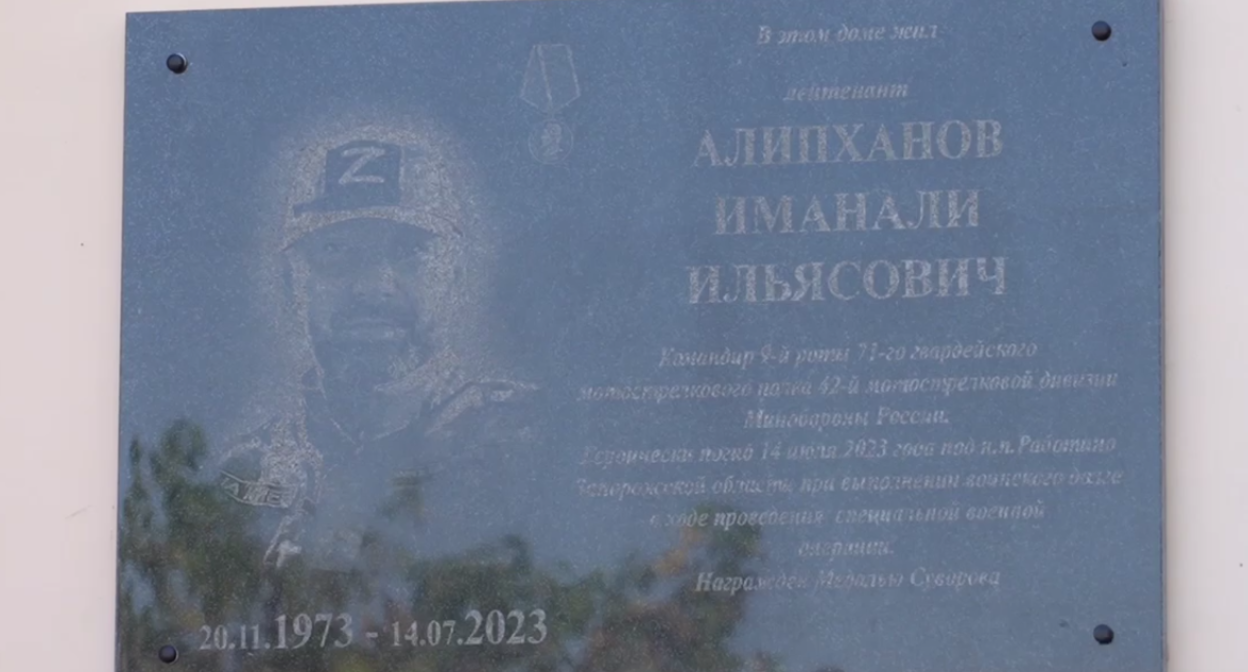 Z
В этом доме жил
лейтенант
АЛИПХАНОВ
ИМАНАЛИ
ИЛЬЯСОВИЧ
Командир 9-й роты 71-го гвардейского
мотострелкового полка 42-й мотострелковой дивизии
Минобароны России.
Героически погиб 14 июля 2023 года под н.п.Работино
Запорожской области при выполнении воинского долга
в ходе проведения специальной военной
операции.
Награждён Медалью Суворова
20.11.1973 - 14.07.2023